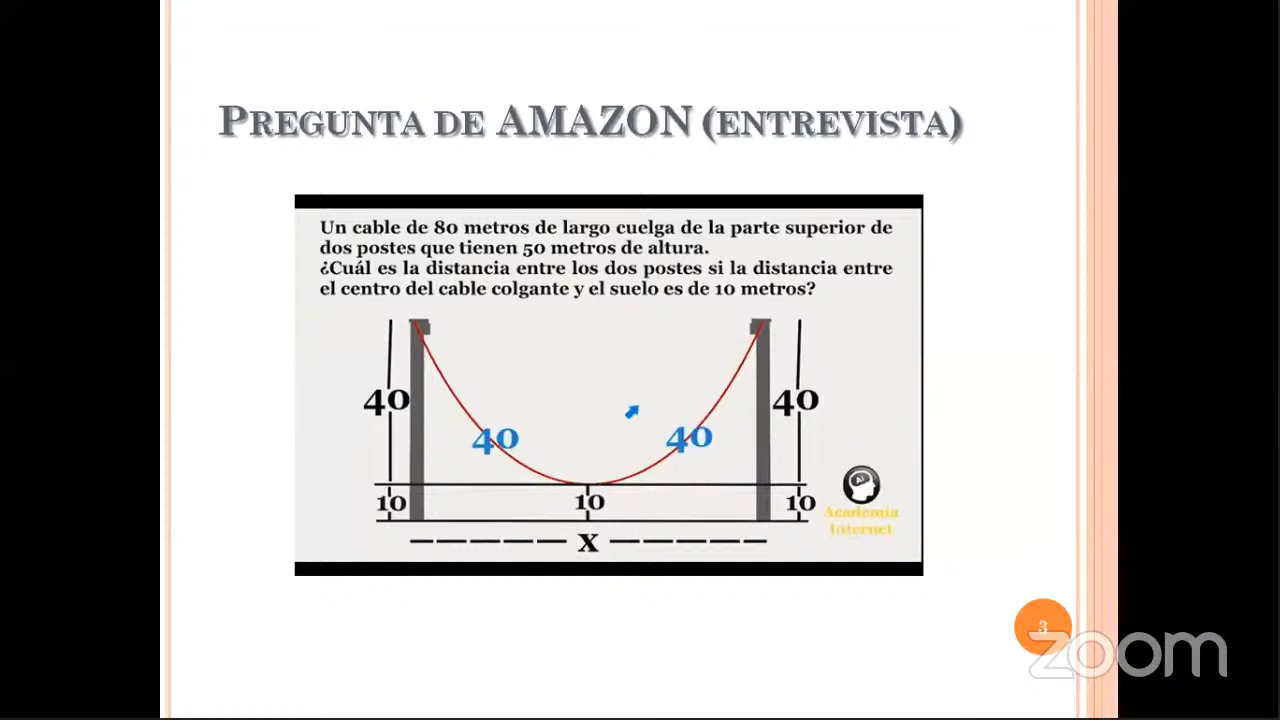 PREGUNTA DE AMAZON (ENTREVISTA)
Un cable de 80 metros de largo cuelga de la parte superior de
dos postes que tienen 50 metros de altura.
¿Cuál es la distancia entre los dos postes si la distancia entre
el centro del cable colgante y el suelo es de 10 metros?
40 40
40 40
10 10 10
AI
Academia
Internet
x
3
zoom